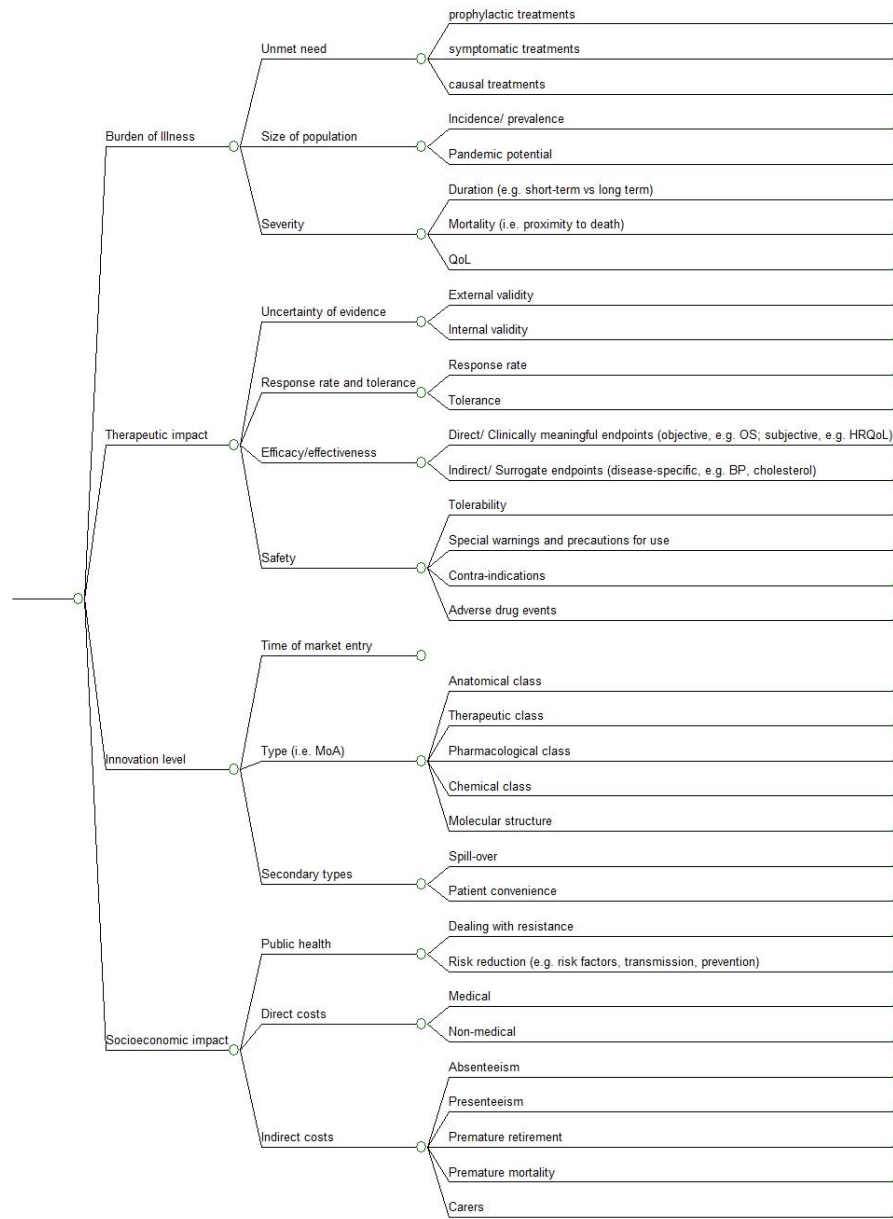 prophylactic treatments
Unmet need
symptomatic treatments
causal treatments
Incidence/ prevalence
Burden of Illness
Size of population
Pandemic potential
Duration (e.g. short-term vs long term)
Severity
Mortality (i.e. proximity to death)
QoL
External validity
Uncertainty of evidence
Internal validity
Response rate
Response rate and tolerance
Tolerance
Therapeutic impact
Direct/ Clinically meaningful endpoints (objective, e.g. OS; subjective, e.g. HRQoL)
Efficacy/effectiveness
Indirect/ Surrogate endpoints (disease-specific, e.g. BP, cholesterol)
Tolerability
Special warnings and precautions for use
Safety
Contra-indications
Adverse drug events
Time of market entry
Anatomical class
Therapeutic class
Innovation level
Type (i.e. MoA)
Pharmacological class
Chemical class
Molecular structure
Spill-over
Secondary types
Patient convenience
Dealing with resistance
Public health
Risk reduction (e.g. risk factors, transmission, prevention)
Medical
Direct costs
Non-medical
Socioeconomic impact
Absenteeism
Presenteeism
Indirect costs
Premature retirement
Premature mortality
Carers